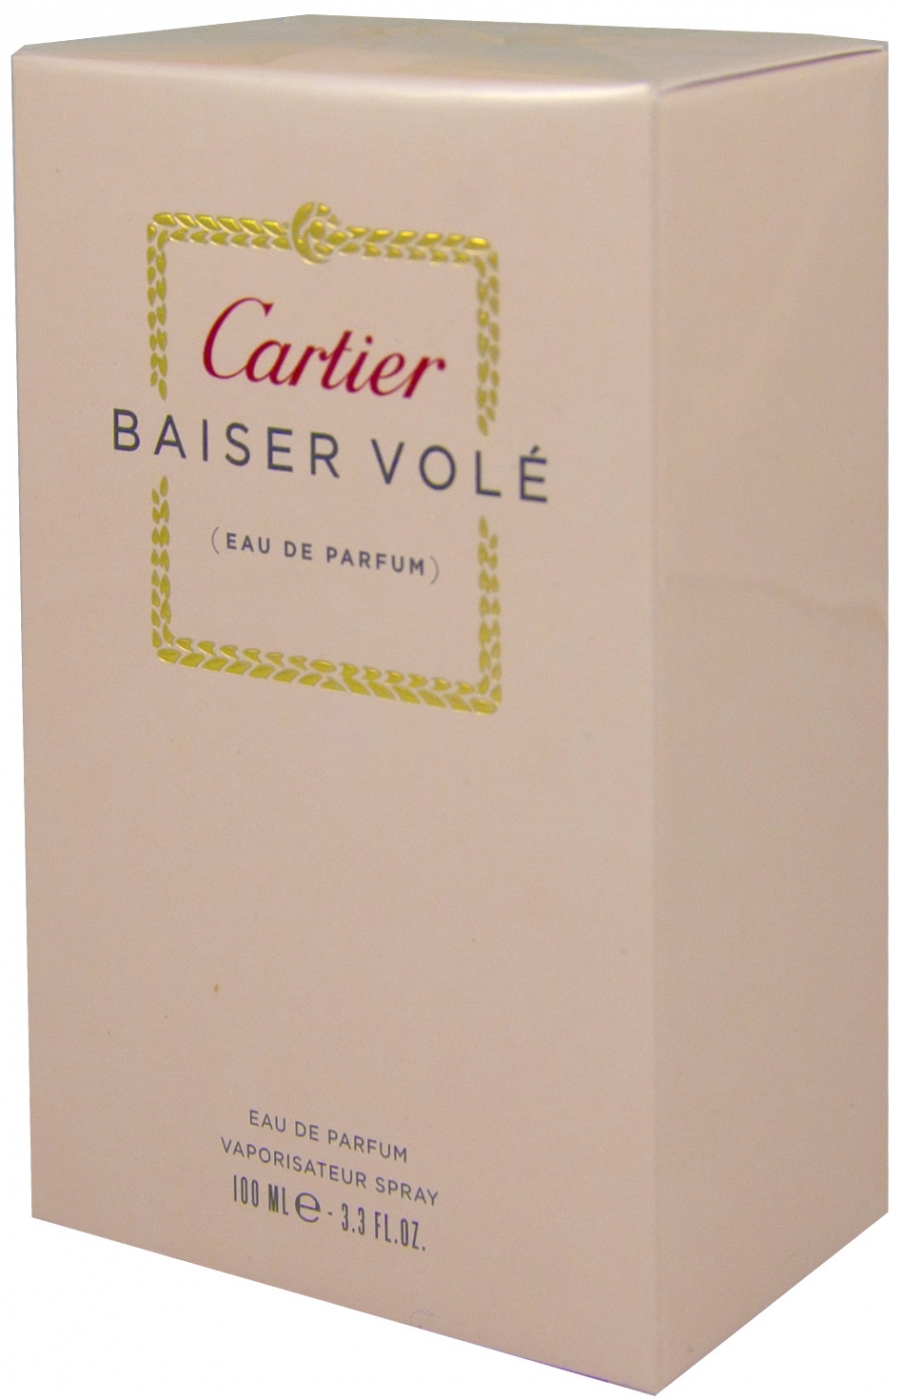 Cartier
BAISER VOLÉ
(EAU DE PARFUM)
EAU DE PARFUM
VAPORISATEUR SPRAY
100 ML ℮ - 3.3 FL.OZ.